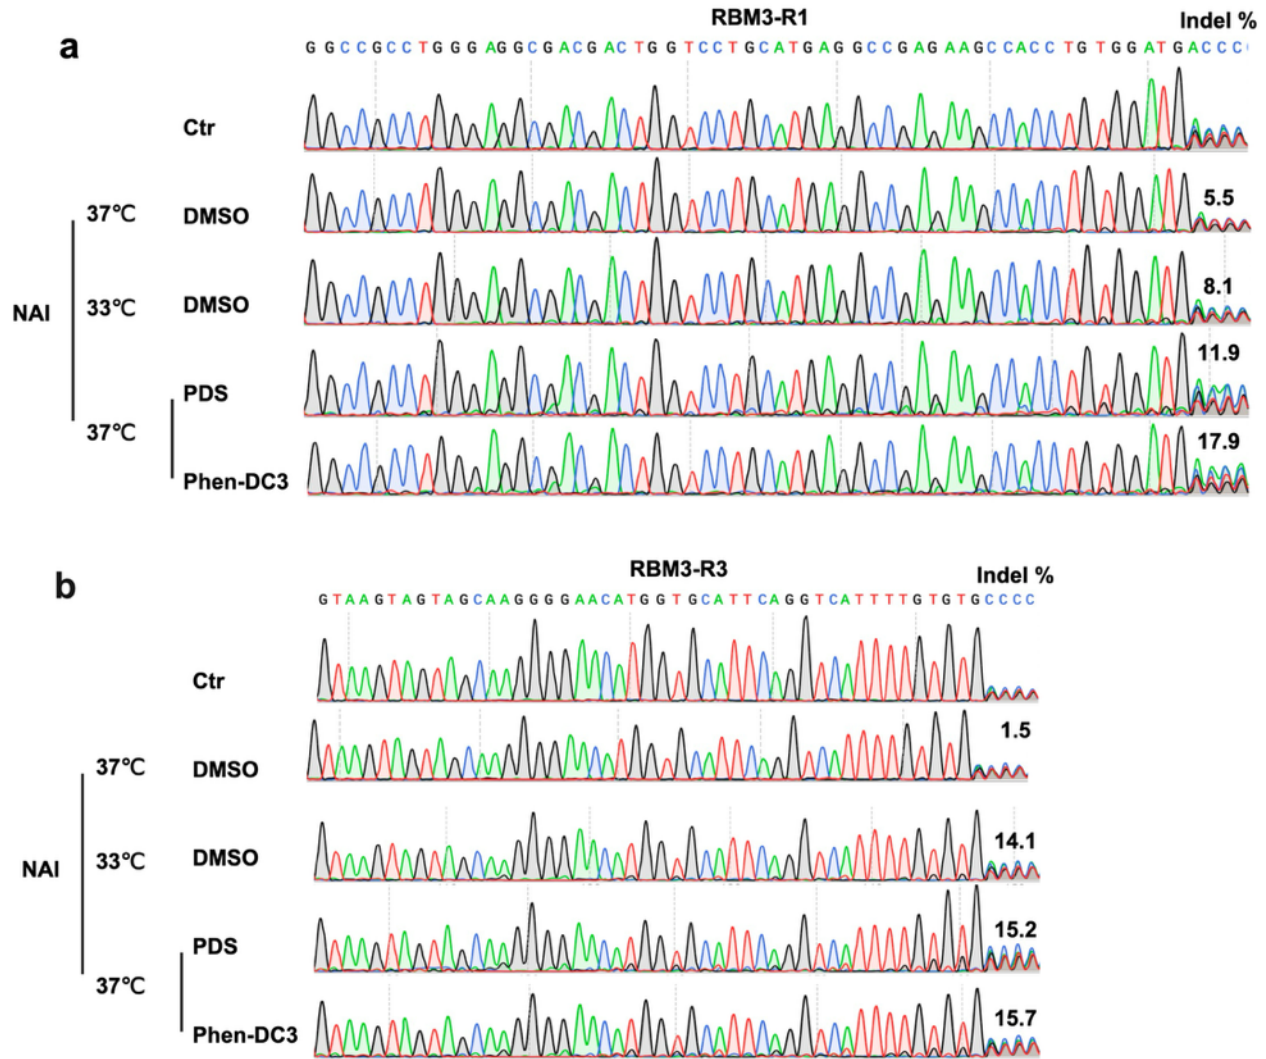 RBM3-R1
Indel %
a
GGCCGCCTGGGAGGCGACGACTGGTCCTGCATGAGGCCGAGAAGCCACCTGTGGATGACCC
Ctr
37℃
DMSO
5.5
NAI
33℃
DMSO
8.1
PDS
11.9
37℃
Phen-DC3
17.9
b
RBM3-R3
Indel %
GTAAGTAGTAGCAAGGGGAACATGGTGCATTCAGGTCATTTTGTGTGCCCC
Ctr
37℃
DMSO
1.5
NAI
33℃
DMSO
14.1
PDS
15.2
37℃
Phen-DC3
15.7